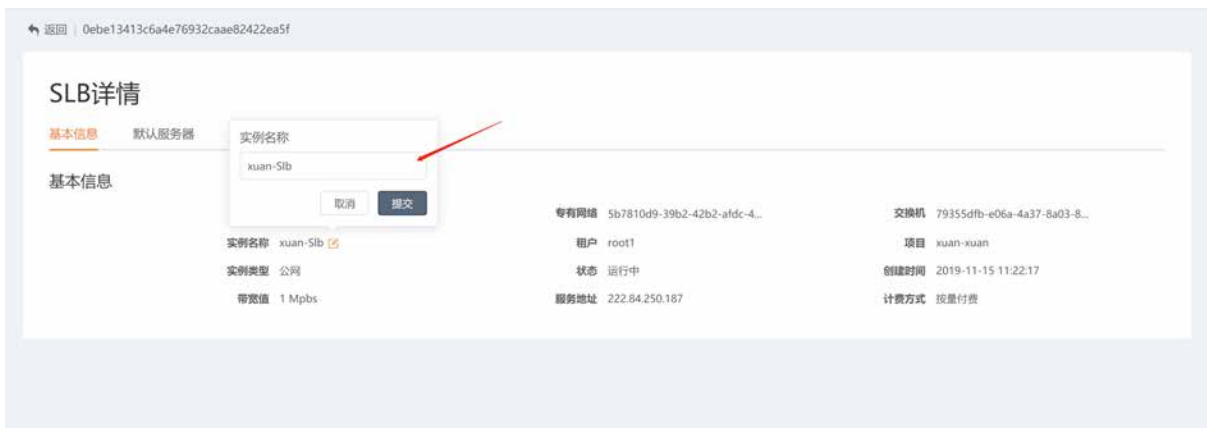 返回 | 0ebe13413c6a4e76932caae82422ea5f
SLB详情
基本信息 默认服务器
实例名称
xuan-Slb
取消 提交
基本信息
专有网络 5b7810d9-39b2-42b2-afdc-4... 交换机 79355dfb-e06a-4a37-8a03-8...
实例名称 xuan-Slb 租户 root1 项目 xuan-xuan
实例类型 公网 状态 运行中 创建时间 2019-11-15 11:22:17
带宽值 1 Mpbs 服务地址 222.84.250.187 计费方式 按量付费